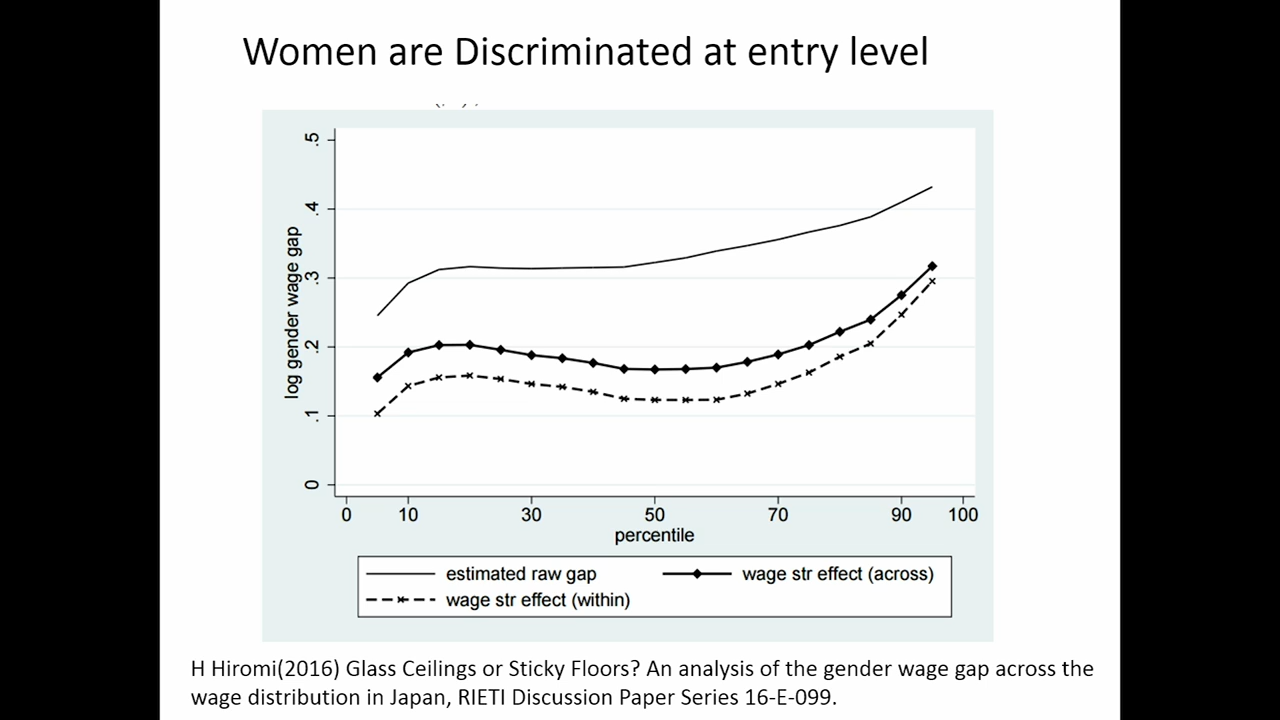 Women are Discriminated at entry level
.5
.4
.3
.2
.1
0
log gender wage gap
0 10 30 50 70 90 100
percentile
estimated raw gap wage str effect (across)
wage str effect (within)
H Hiromi(2016) Glass Ceilings or Sticky Floors? An analysis of the gender wage gap across the
wage distribution in Japan, RIETI Discussion Paper Series 16-E-099.